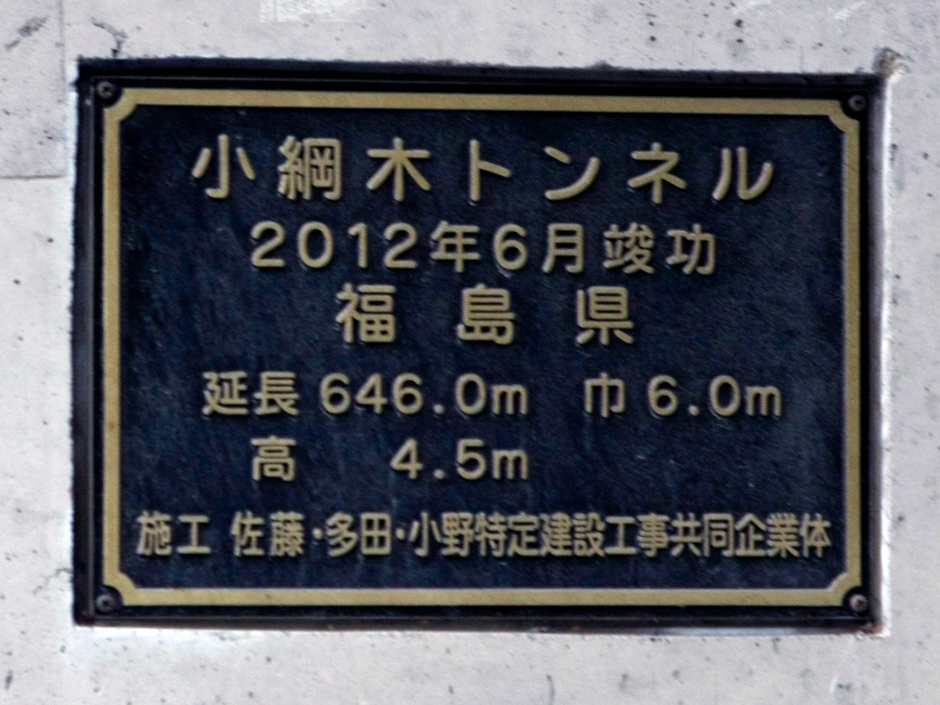 小綱木トンネル
2012年6月竣功
福島県
延長 646.0m 巾 6.0m
高 4.5m
施工 佐藤・多田・小野特定建設工事共同企業体